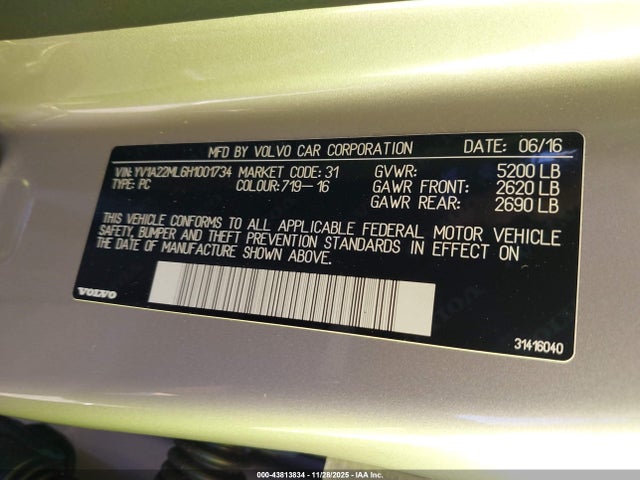 MFD BY VOLVO CAR CORPORATION DATE: 06/16
VIN: YV1A22ML6H1001734 MARKET CODE: 31 GVWR: 5200 LB
TYPE: PC COLOUR: 719-16 GAWR FRONT: 2620 LB
GAWR REAR: 2690 LB
THIS VEHICLE CONFORMS TO ALL APPLICABLE FEDERAL MOTOR VEHICLE
SAFETY, BUMPER AND THEFT PREVENTION STANDARDS IN EFFECT ON
THE DATE OF MANUFACTURE SHOWN ABOVE.
VOLVO
31416040
000-43813834 - 11/28/2025 - IAA Inc.